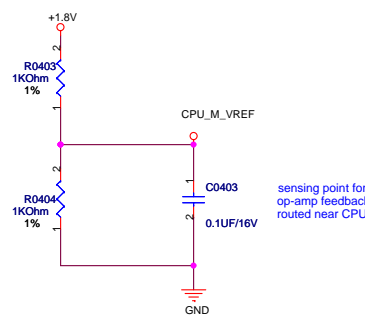 +1.8V
2
R0403
1KOhm
1%
1
CPU_M_VREF
2
R0404
1KOhm
1%
1
1
C0403
2
0.1UF/16V
sensing point for
op-amp feedback
routed near CPU
GND